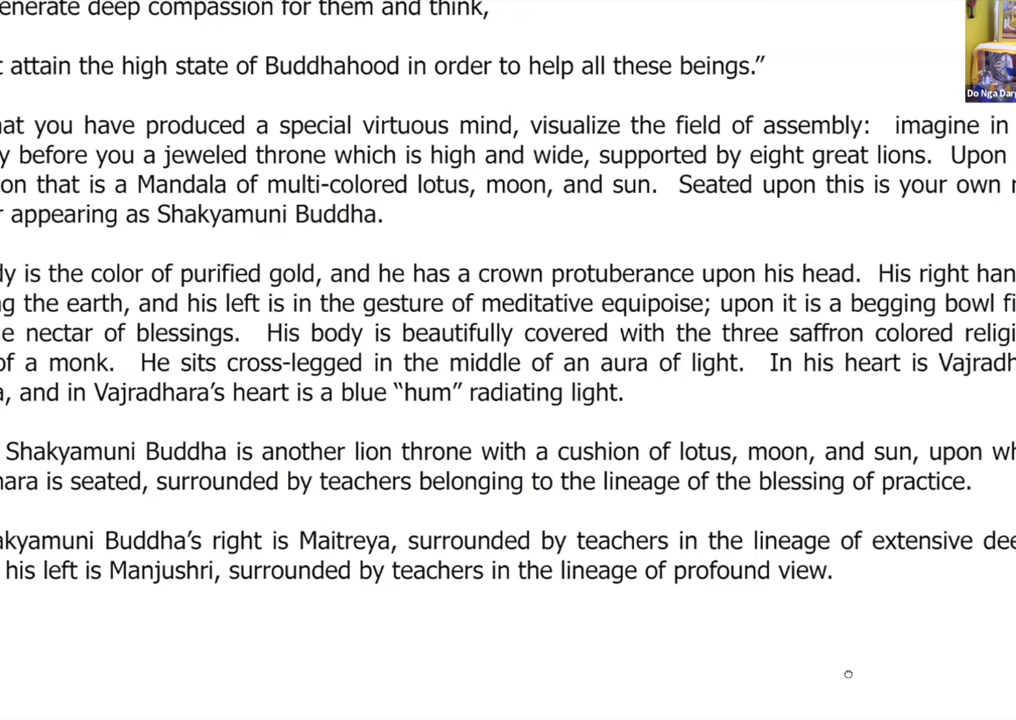 enerate deep compassion for them and think,
attain the high state of Buddhahood in order to help all these beings.”
at you have produced a special virtuous mind, visualize the field of assembly: imagine in
y before you a jeweled throne which is high and wide, supported by eight great lions. Upon
on that is a Mandala of multi-colored lotus, moon, and sun. Seated upon this is your own
r appearing as Shakyamuni Buddha.
dy is the color of purified gold, and he has a crown protuberance upon his head. His right han
ng the earth, and his left is in the gesture of meditative equipoise; upon it is a begging bowl fi
e nectar of blessings. His body is beautifully covered with the three saffron colored religi
of a monk. He sits cross-legged in the middle of an aura of light. In his heart is Vajradh
a, and in Vajradhara’s heart is a blue “hum” radiating light.
Shakyamuni Buddha is another lion throne with a cushion of lotus, moon, and sun, upon wh
ara is seated, surrounded by teachers belonging to the lineage of the blessing of practice.
akyamuni Buddha’s right is Maitreya, surrounded by teachers in the lineage of extensive dee
his left is Manjushri, surrounded by teachers in the lineage of profound view.
Do Nga Darg